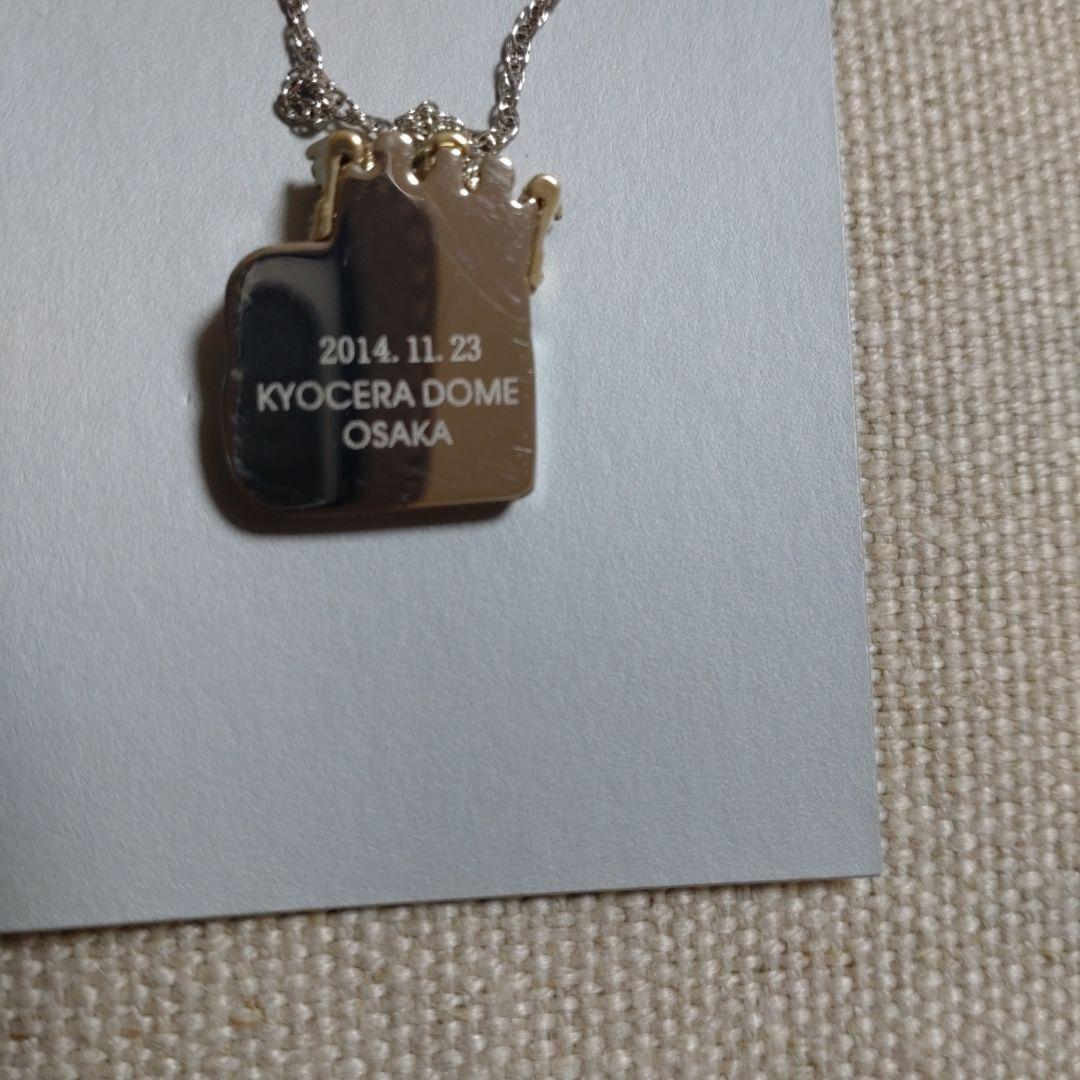 2014. 11. 23
KYOCERA DOME
OSAKA